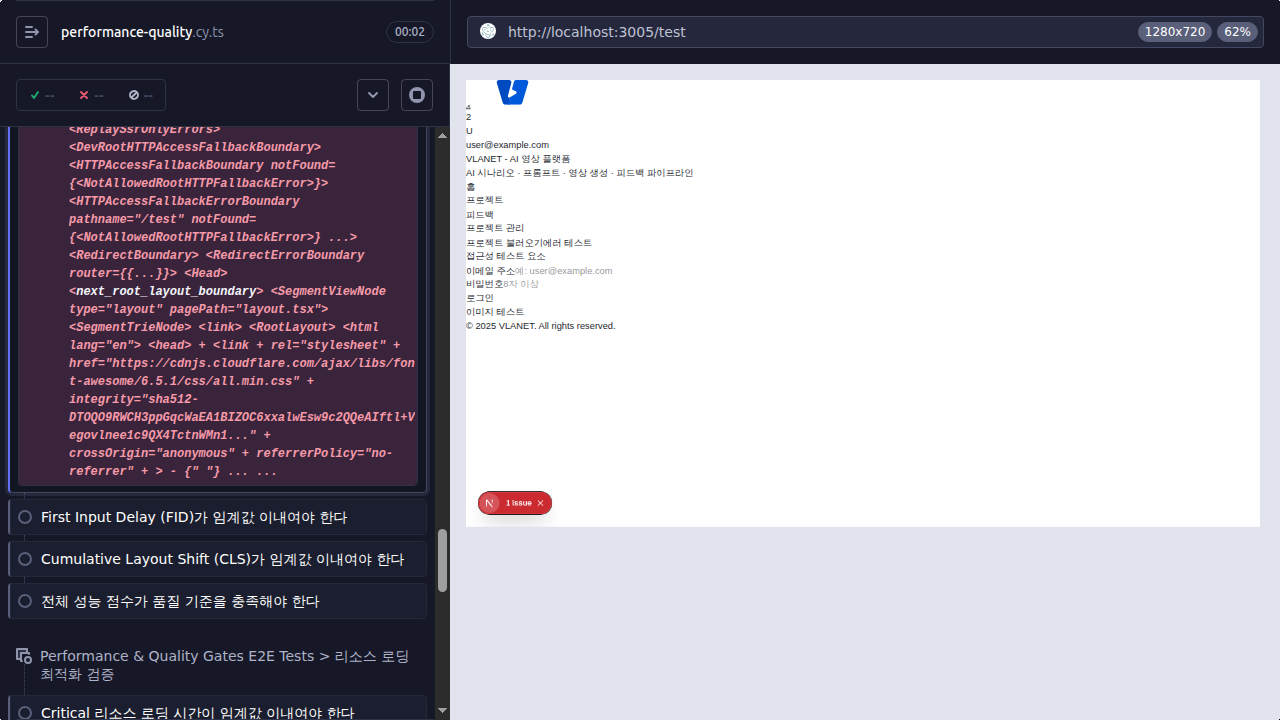 performance-quality.cy.ts
00:02
--
--
--
<ReplaySsrOnlyErrors>
<DevRootHTTPAccessFallbackBoundary>
<HTTPAccessFallbackBoundary notFound=
{<NotAllowedRootHTTPFallbackError>}>
<HTTPAccessFallbackErrorBoundary
pathname="/test" notFound=
{<NotAllowedRootHTTPFallbackError>} ...>
<RedirectBoundary> <RedirectErrorBoundary
router={{...}}> <Head>
<next_root_layout_boundary> <SegmentViewNode
type="layout" pagePath="layout.tsx">
<SegmentTrieNode> <link> <RootLayout> <html
lang="en"> <head> + <link + rel="stylesheet" +
href="https://cdnjs.cloudflare.com/ajax/libs/fon
t-awesome/6.5.1/css/all.min.css" +
integrity="sha512-
DTOQO9RWCH3ppGqcWaEA1BIZOC6xxalwEsw9c2QQeAIftl+V
egovlnee1c9QX4TctnWMn1..." +
crossOrigin="anonymous" + referrerPolicy="no-
referrer" + > - {" "} ... ...
First Input Delay (FID)가 임계값 이내여야 한다
Cumulative Layout Shift (CLS)가 임계값 이내여야 한다
전체 성능 점수가 품질 기준을 충족해야 한다
Performance & Quality Gates E2E Tests > 리소스 로딩
최적화 검증
Critical 리소스 로딩 시간이 임계값 이내여야 한다
http://localhost:3005/test
1280x720
62%
2
U
user@example.com
VLANET - AI 영상 플랫폼
AI 시나리오 · 프롬프트 · 영상 생성 · 피드백 파이프라인
홈
프로젝트
피드백
프로젝트 관리
프로젝트 불러오기에러 테스트
접근성 테스트 요소
이메일 주소예: user@example.com
비밀번호8자 이상
로그인
이미지 테스트
© 2025 VLANET. All rights reserved.
N 1 Issue